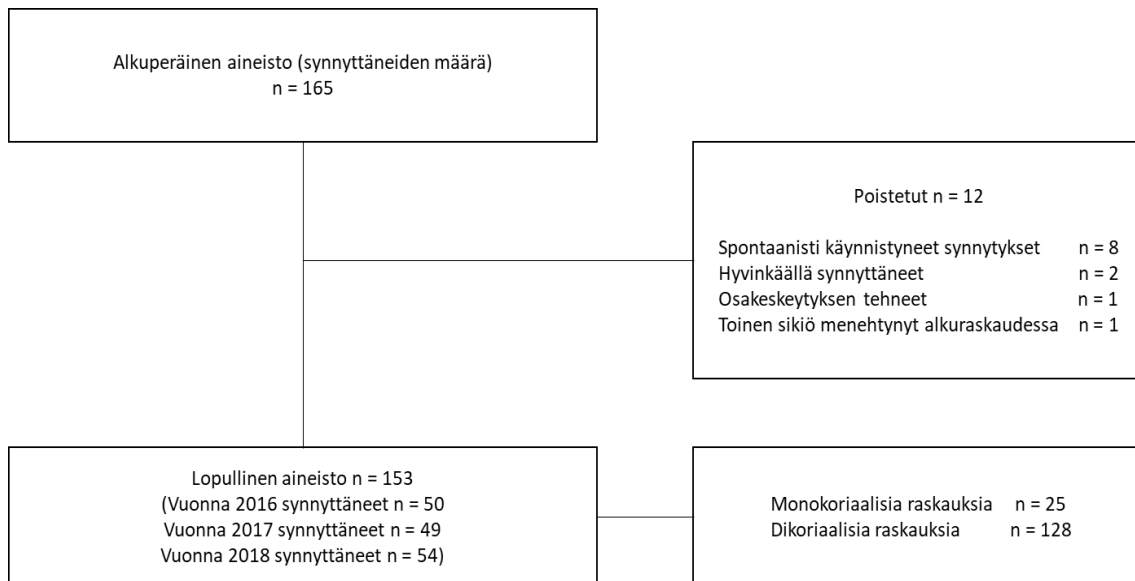 Alkuperäinen aineisto (synnyttäneiden määrä)
n = 165
Poistetut n = 12
Spontaanisti käynnistyneet synnytykset n = 8
Hyvinkäällä synnyttäneet n = 2
Osakeskeytyksen tehneet n = 1
Toinen sikiö menehtynyt alkuraskaudessa n = 1
Lopullinen aineisto n = 153
(Vuonna 2016 synnyttäneet n = 50
Vuonna 2017 synnyttäneet n = 49
Vuonna 2018 synnyttäneet n = 54)
Monokoriaalisia raskauksia n = 25
Dikoriaalisia raskauksia n = 128